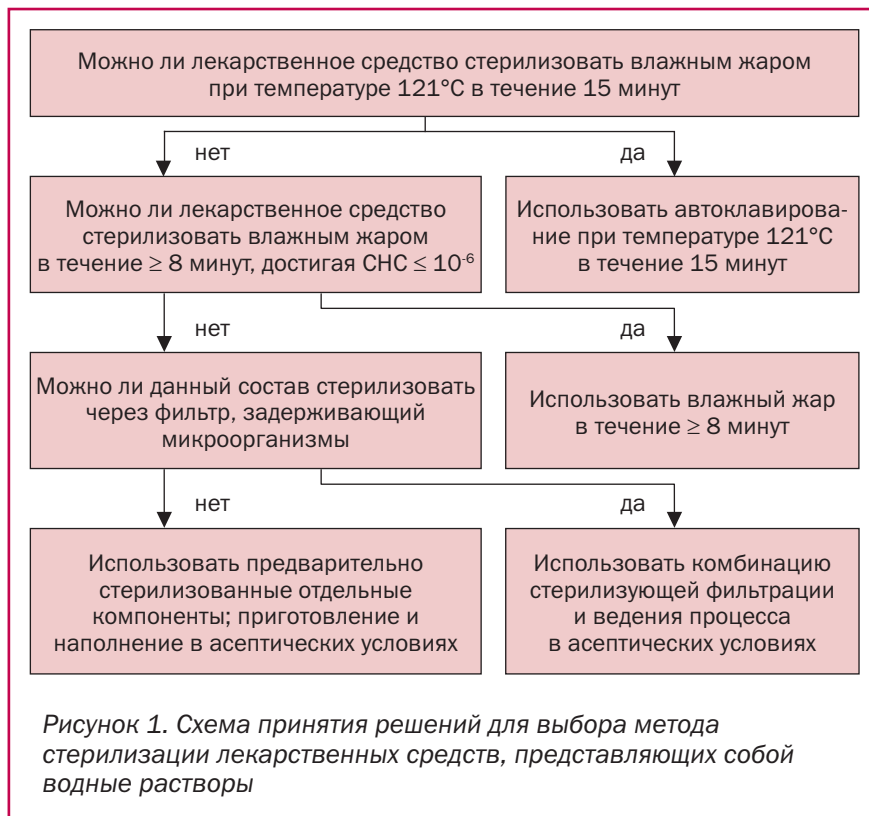 Можно ли лекарственное средство стерилизовать влажным жаром
при температуре 121°С в течение 15 минут
нет
да
Можно ли лекарственное средство
стерилизовать влажным жаром
в течение ≥ 8 минут, достигая СНС ≤ 10⁻⁶
Использовать автоклавирова-
ние при температуре 121°С
в течение 15 минут
нет
да
Можно ли данный состав стерилизовать
через фильтр, задерживающий
микроорганизмы
Использовать влажный жар
в течение ≥ 8 минут
нет
да
Использовать предварительно
стерилизованные отдельные
компоненты; приготовление и
наполнение в асептических условиях
Использовать комбинацию
стерилизующей фильтрации
и ведения процесса
в асептических условиях
Рисунок 1. Схема принятия решений для выбора метода
стерилизации лекарственных средств, представляющих собой
водные растворы